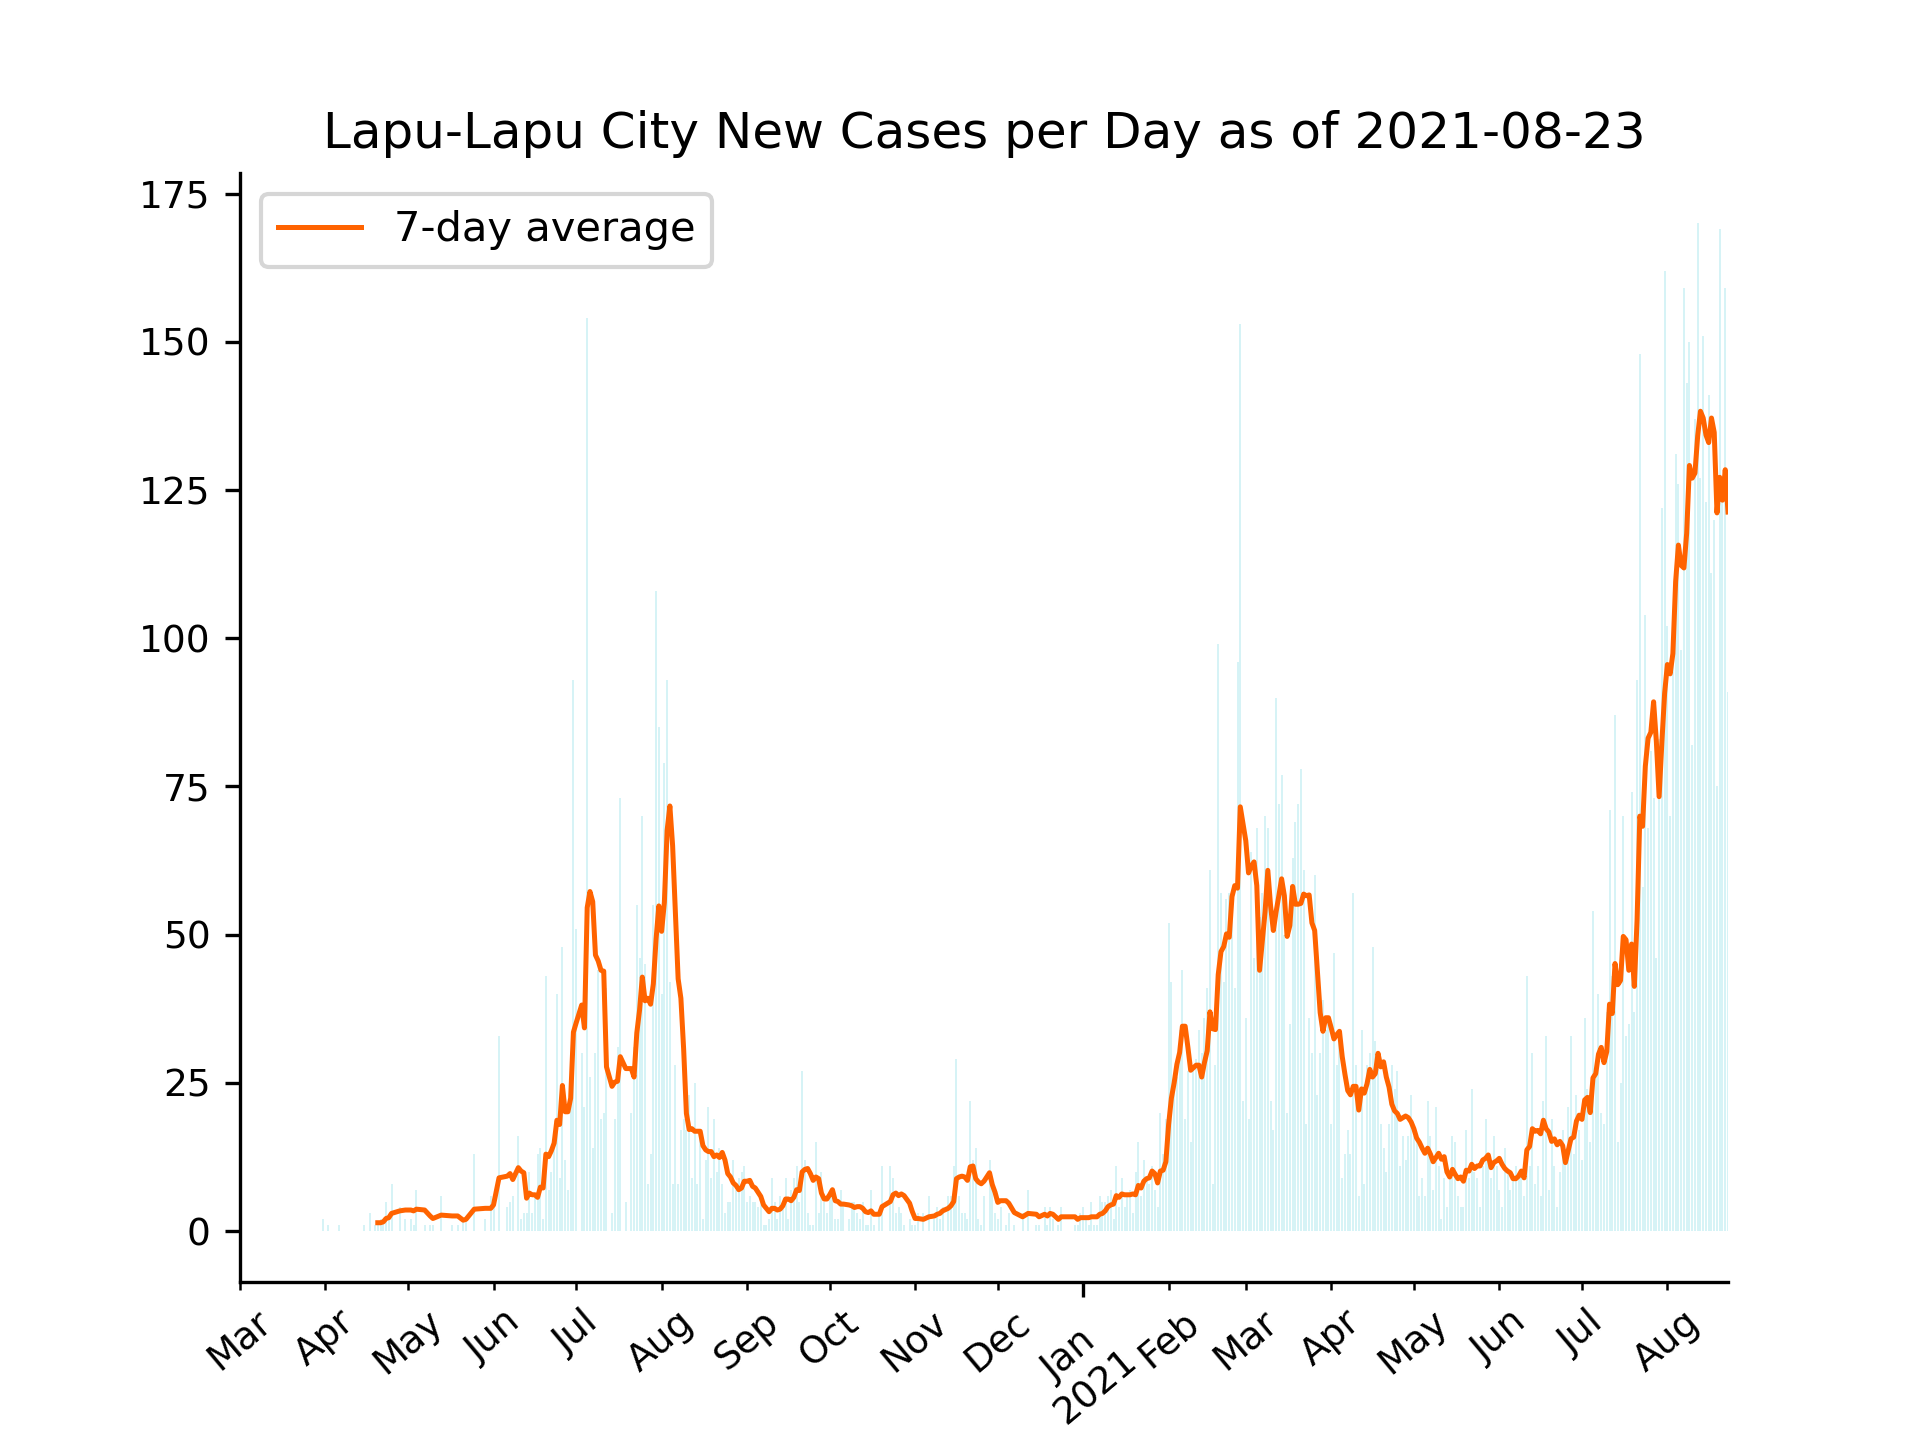 Lapu-Lapu City New Cases per Day as of 2021-08-23
7-day average
175
150
125
100
75
50
25
0
Mar
Apr
May
Jun
Jul
Aug
Sep
Oct
Nov
Dec
Jan
2021
Feb
Mar
Apr
May
Jun
Jul
Aug